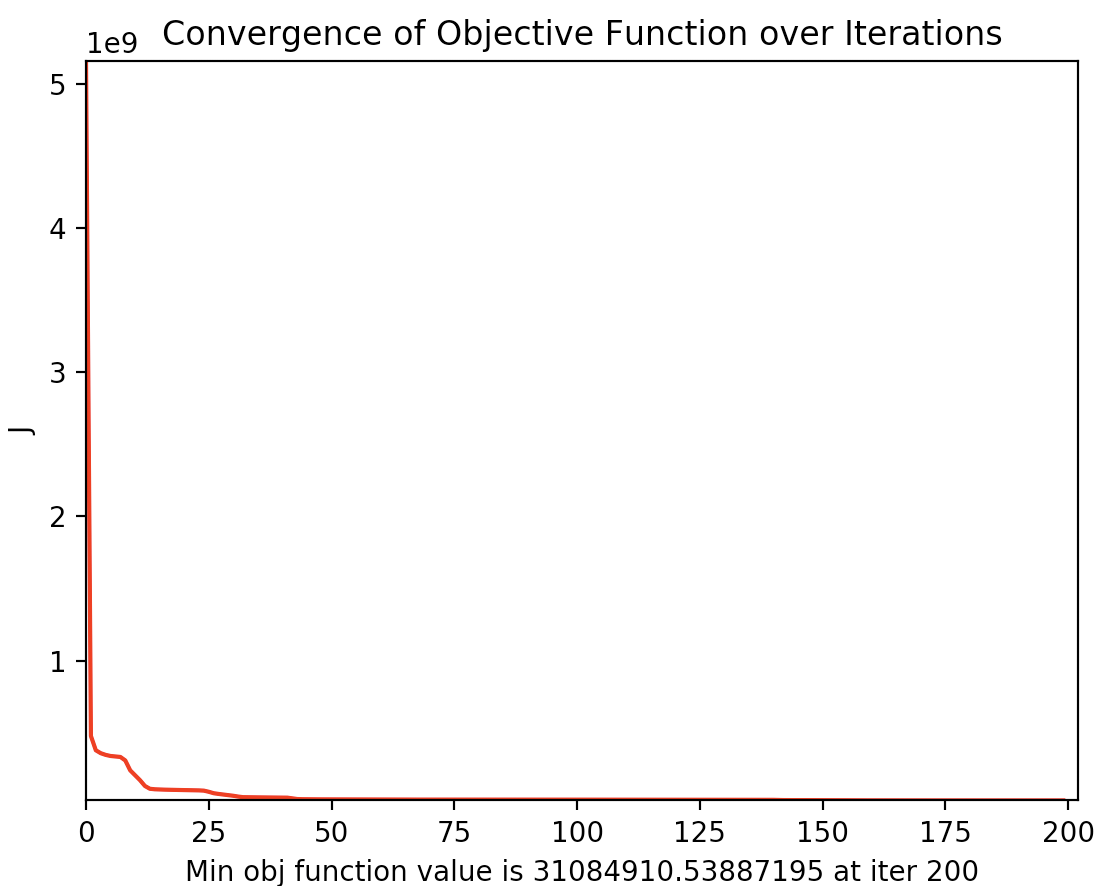 Convergence of Objective Function over Iterations
1e9
5
4
3
2
1
J
0 25 50 75 100 125 150 175 200
Min obj function value is 31084910.53887195 at iter 200